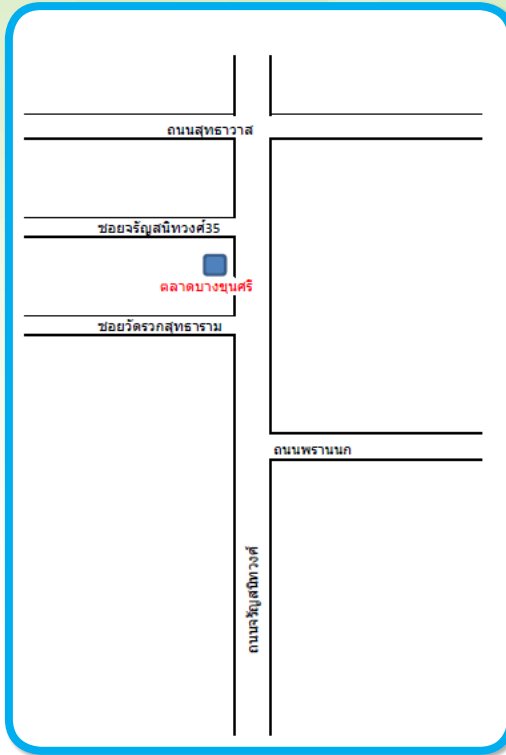 ถนนสุทธาวาส
ซอยจรัญสนิทวงศ์35
ตลาดบางขุนศรี
ซอยวัดรวกสุทธาราม
ถนนพรานนก
ถนนจรัญสนิทวงศ์